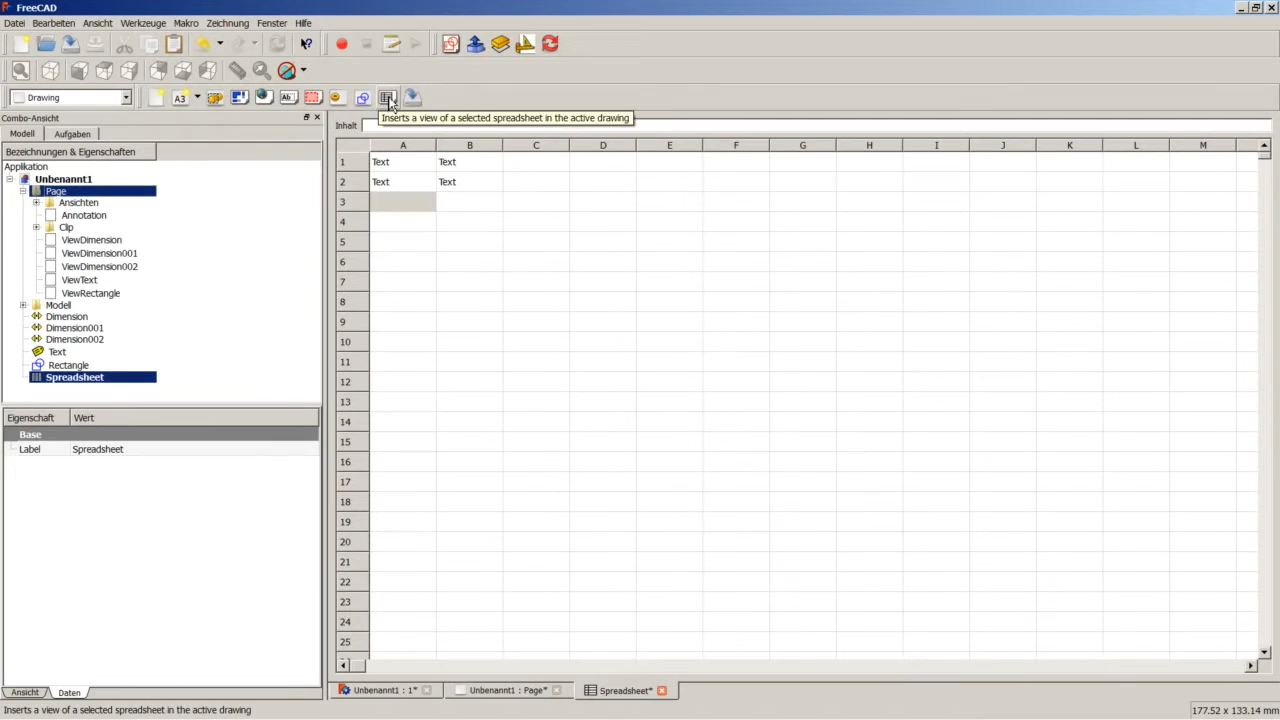 FreeCAD
Datei Bearbeiten Ansicht Werkzeuge Makro Zeichnung Fenster Hilfe
Drawing
A3
Ab
Inserts a view of a selected spreadsheet in the active drawing
Combo-Ansicht
Inhalt
Modell Aufgaben
Bezeichnungen & Eigenschaften
Applikation
Unbenannt1
Page
Ansichten
Annotation
Clip
ViewDimension
ViewDimension001
ViewDimension002
ViewText
ViewRectangle
Modell
Dimension
Dimension001
Dimension002
Text
Rectangle
Spreadsheet
Eigenschaft Wert
Base
Label Spreadsheet
Ansicht Daten
A B C D E F G H I J K L M
1 Text Text
2 Text Text
3
4
5
6
7
8
9
10
11
12
13
14
15
16
17
18
19
20
21
22
23
24
25
Unbenannt1 : 1* Unbenannt1 : Page* Spreadsheet*
Inserts a view of a selected spreadsheet in the active drawing
177.52 x 133.14 mm